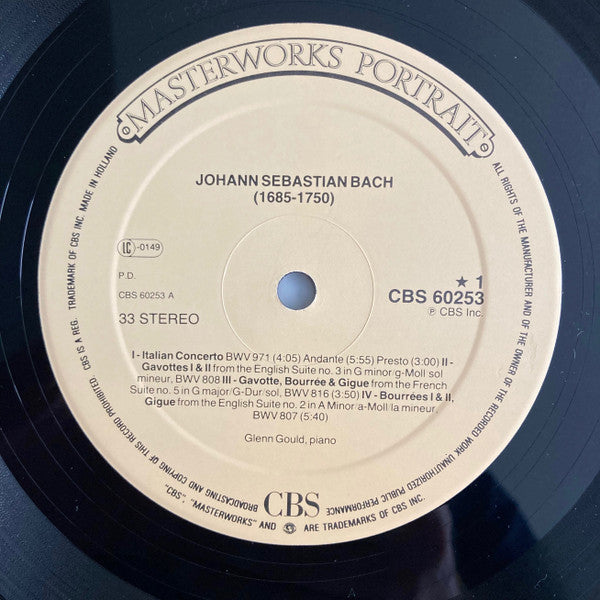 MASTERWORKS PORTRAIT
JOHANN SEBASTIAN BACH
(1685-1750)
LC -0149
P.D.
CBS 60253 A
33 STEREO
★ 1
CBS 60253
℗ CBS Inc.
I - Italian Concerto BWV 971 (4:05) Andante (5:55) Presto (3:00) II -
Gavottes I & II from the English Suite no. 3 in G minor/g-Moll/sol
mineur, BWV 808 III - Gavotte, Bourrée & Gigue from the French
Suite no. 5 in G major/G-Dur/sol, BWV 816 (3:50) IV - Bourrées I & II,
Gigue from the English Suite no. 2 in A Minor/a-Moll/la mineur,
BWV 807 (5:40)
Glenn Gould, piano
CBS
ALL RIGHTS OF THE MANUFACTURER AND OF THE OWNER OF THE RECORDED WORK RESERVED. UNAUTHORIZED PUBLIC PERFORMANCE BROADCASTING AND COPYING OF THIS RECORD PROHIBITED. CBS IS A REG. TRADEMARK OF CBS INC. MADE IN HOLLAND
"CBS", "MASTERWORKS" AND ARE TRADEMARKS OF CBS INC.